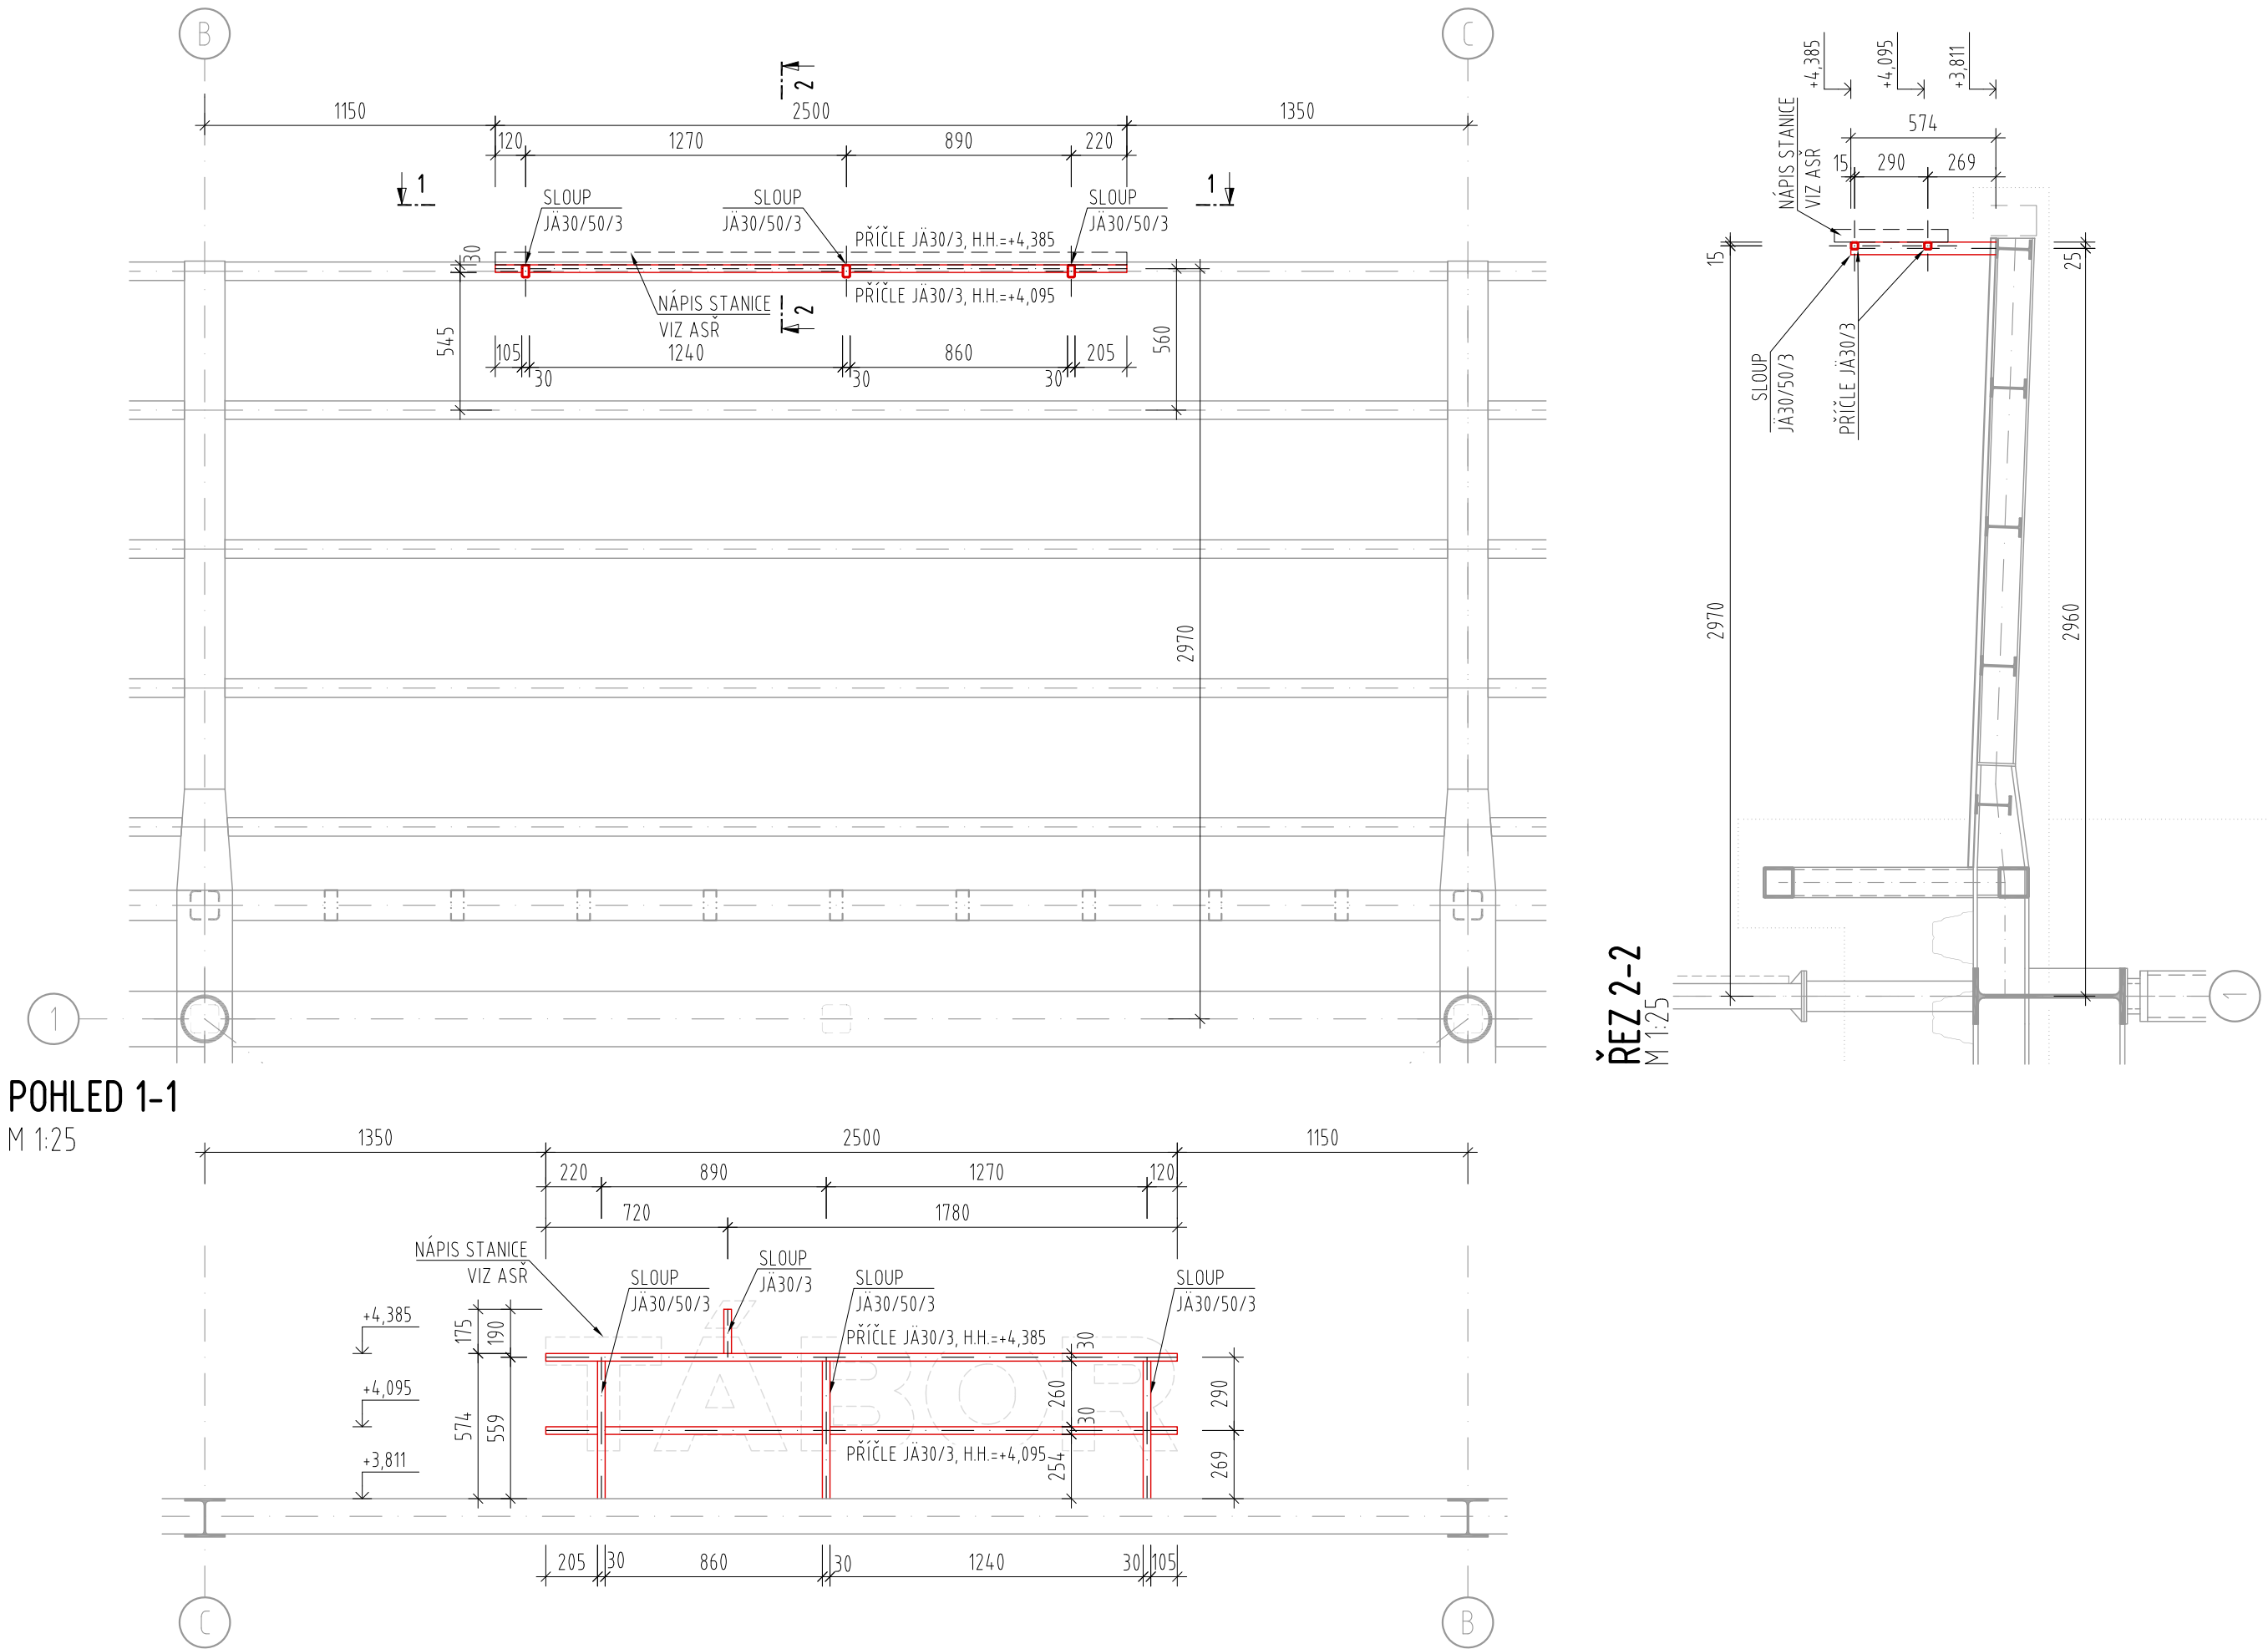 B
C
2
1150
2500
1350
120
1270
890
220
1
1
SLOUP
JÄ30/50/3
SLOUP
JÄ30/50/3
SLOUP
JÄ30/50/3
30
PŘÍČLE JÄ30/3, H.H.=+4,385
PŘÍČLE JÄ30/3, H.H.=+4,095
NÁPIS STANICE
VIZ ASŘ
2
545
560
105
1240
860
205
30
30
30
2970
1
+4,385
+4,095
+3,811
NÁPIS STANICE
VIZ ASŘ
574
15
290
269
15
25
SLOUP
JÄ30/50/3
PŘÍČLE JÄ30/3
2970
2960
1
ŘEZ 2-2
M 1:25
POHLED 1-1
M 1:25
1350
2500
1150
220
890
1270
120
720
1780
NÁPIS STANICE
VIZ ASŘ
SLOUP
JÄ30/3
SLOUP
JÄ30/50/3
SLOUP
JÄ30/50/3
SLOUP
JÄ30/50/3
+4,385
175
190
PŘÍČLE JÄ30/3, H.H.=+4,385
30
TÁBOR
+4,095
574
559
260
30
290
PŘÍČLE JÄ30/3, H.H.=+4,095
254
269
+3,811
205
30
860
30
1240
30
105
C
B